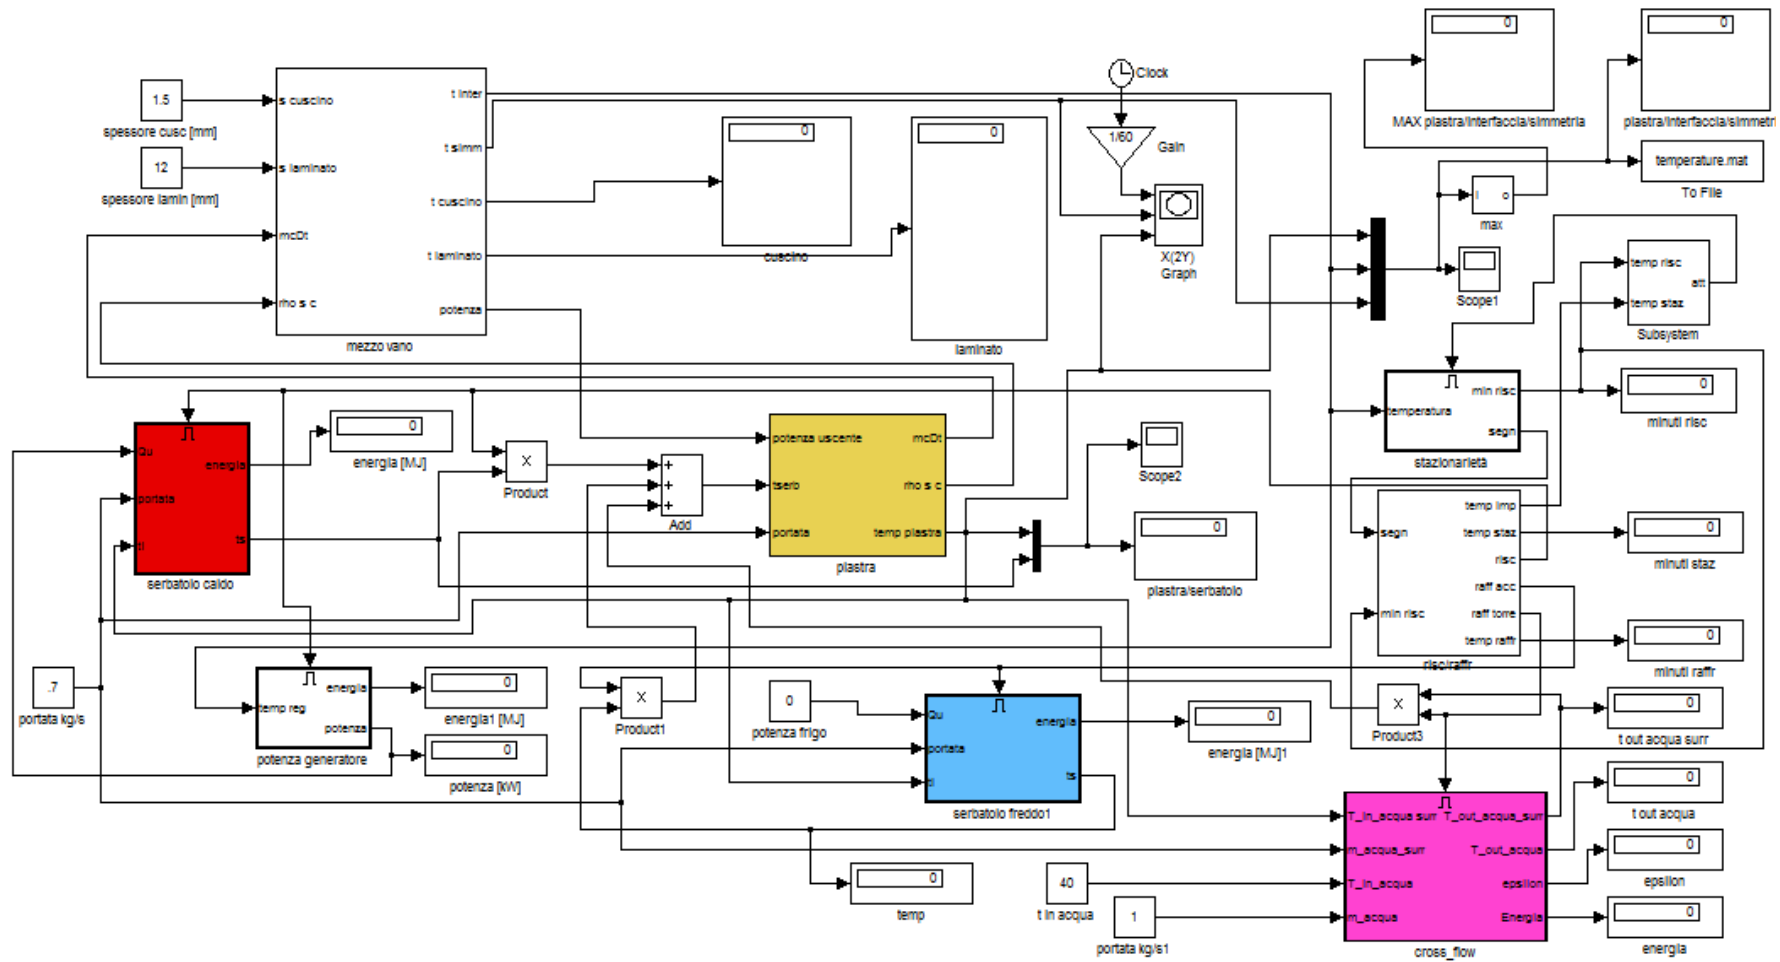 1.5
spessore cusc [mm]
12
spessore lamin [mm]
s cuscino
s laminato
mcDt
rho s c
t inter
t simm
t cuscino
t laminato
potenza
mezzo vano
0
cuscino
0
laminato
Clock
1/60
Gain
X(2Y)
Graph
0
MAX piastra/interfaccia/simmetria
0
piastra/interfaccia/simmetri
temperature.mat
To File
i
o
max
Scope1
temp risc
temp staz
att
Subsystem
temperatura
min risc
segn
stazionarietà
0
minuti risc
Qu
portata
ti
energia
ts
serbatoio caldo
0
energia [MJ]
X
Product
+
+
+
Add
potenza uscente
tserb
portata
mcDt
rho s c
temp piastra
piastra
Scope2
0
piastra/serbatoio
segn
min risc
temp imp
temp staz
risc
raff acc
raff torre
temp raffr
risc/raffr
0
minuti staz
0
minuti raffr
.7
portata kg/s
temp reg
energia
potenza
potenza generatore
0
energia1 [MJ]
0
potenza [kW]
X
Product1
0
potenza frigo
Qu
portata
ti
energia
ts
serbatoio freddo1
0
energia [MJ]1
X
Product3
0
t out acqua surr
0
t out acqua
0
epsilon
0
energia
0
temp
40
t in acqua
1
portata kg/s1
T_in_acqua surr
m_acqua_surr
T_in_acqua
m_acqua
T_out_acqua_surr
T_out_acqua
epsilon
Energia
cross_flow